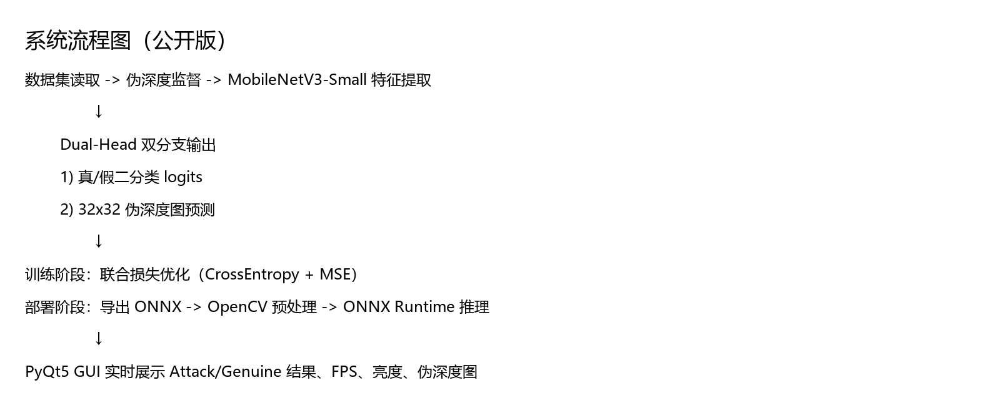 系统流程图（公开版）
数据集读取 -> 伪深度监督 -> MobileNetV3-Small 特征提取
↓
Dual-Head 双分支输出
1) 真/假二分类 logits
2) 32x32 伪深度图预测
↓
训练阶段：联合损失优化（CrossEntropy + MSE）
部署阶段：导出 ONNX -> OpenCV 预处理 -> ONNX Runtime 推理
↓
PyQt5 GUI 实时展示 Attack/Genuine 结果、FPS、亮度、伪深度图